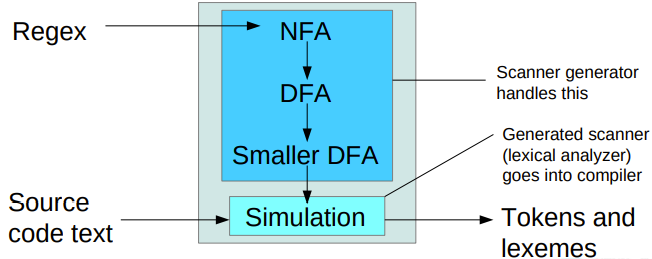 Regex
NFA
DFA
Smaller DFA
Scanner generator
handles this
Generated scanner
(lexical analyzer)
goes into compiler
Source
code text
Simulation
Tokens and
lexemes